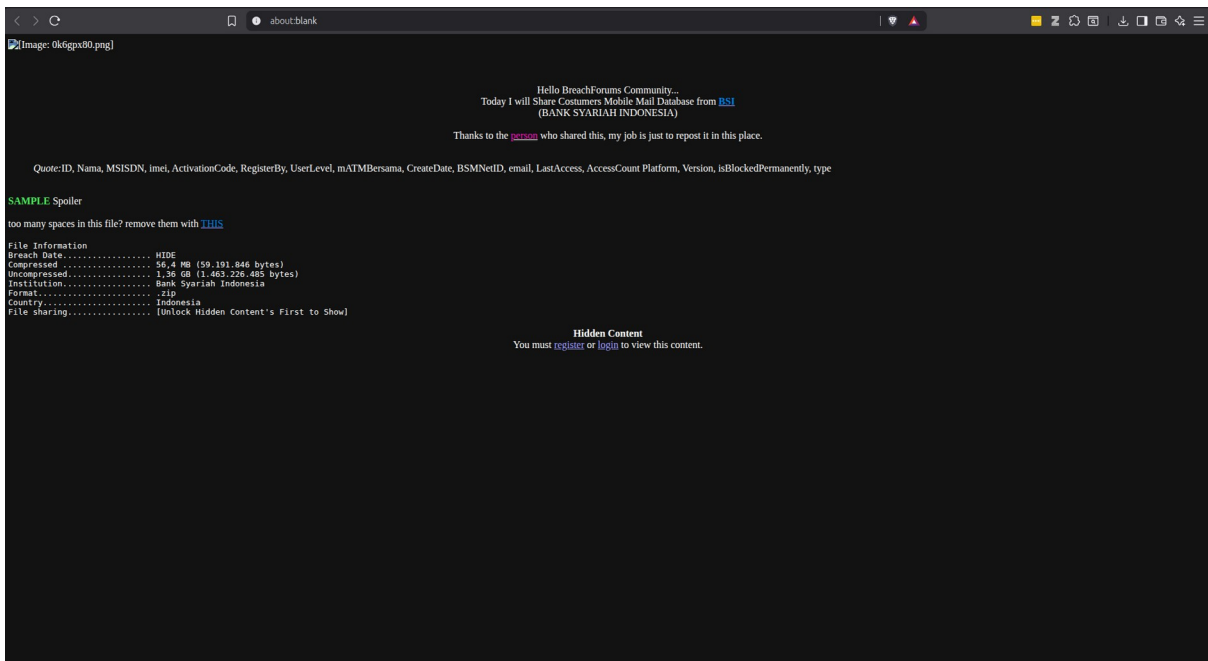 about:blank
[Image: 0k6gpx80.png]
Hello BreachForums Community...
Today I will Share Costumers Mobile Mail Database from BSI
(BANK SYARIAH INDONESIA)
Thanks to the person who shared this, my job is just to repost it in this place.
Quote:ID, Nama, MSISDN, imei, ActivationCode, RegisterBy, UserLevel, mATMBersama, CreateDate, BSMNetID, email, LastAccess, AccessCount Platform, Version, isBlockedPermanently, type
SAMPLE Spoiler
too many spaces in this file? remove them with THIS
File Information
Breach Date.................. HIDE
Compressed .................. 56,4 MB (59.191.846 bytes)
Uncompressed................. 1,36 GB (1.463.226.485 bytes)
Institution.................. Bank Syariah Indonesia
Format....................... .zip
Country...................... Indonesia
File sharing................. [Unlock Hidden Content's First to Show]
Hidden Content
You must register or login to view this content.